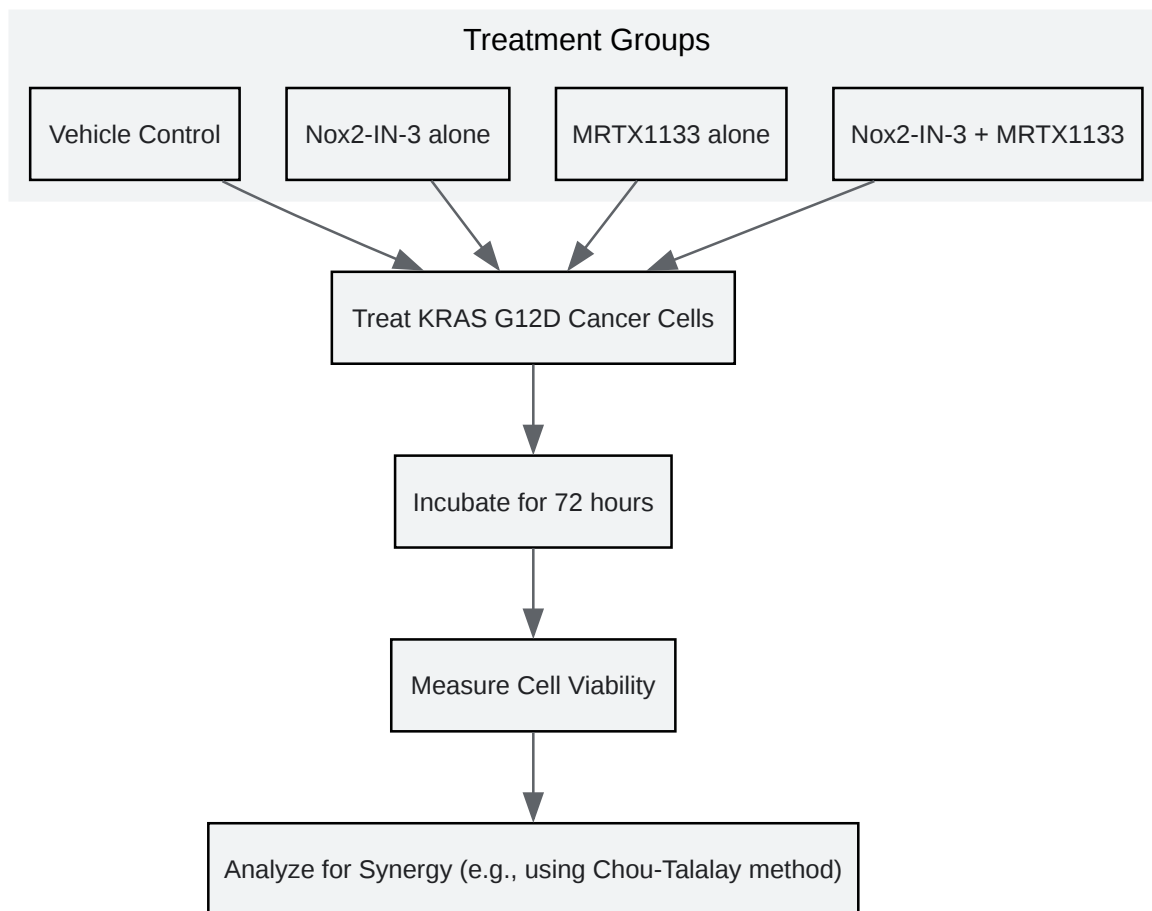 Treatment Groups
Vehicle Control
Nox2-IN-3 alone
MRTX1133 alone
Nox2-IN-3 + MRTX1133
Treat KRAS G12D Cancer Cells
Incubate for 72 hours
Measure Cell Viability
Analyze for Synergy (e.g., using Chou-Talalay method)